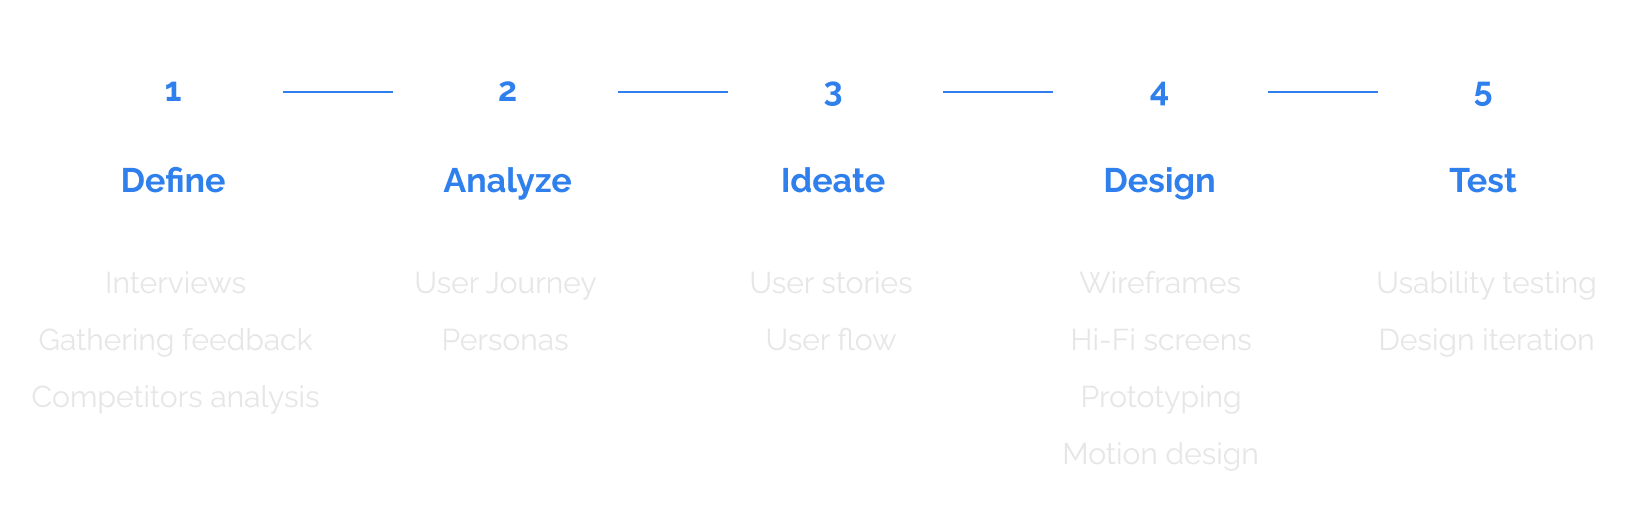 1
2
3
4
5
Define
Analyze
Ideate
Design
Test
Interviews
Gathering feedback
Competitors analysis
User Journey
Personas
User stories
User flow
Wireframes
Hi-Fi screens
Prototyping
Motion design
Usability testing
Design iteration